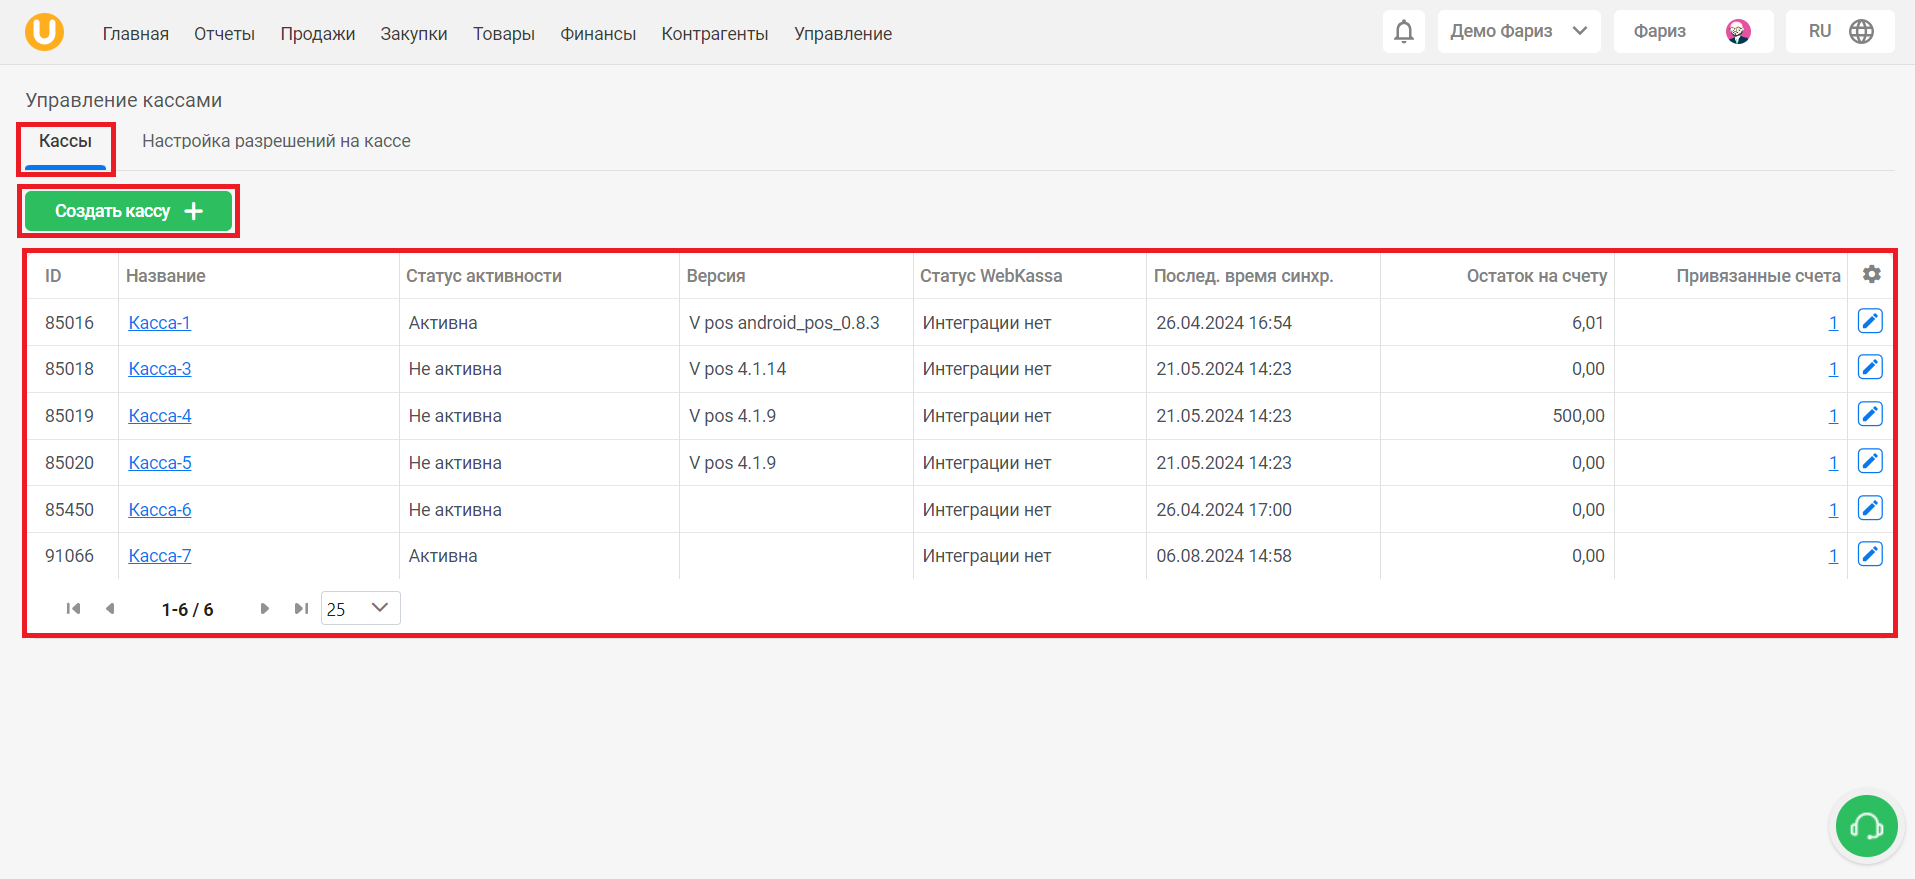 Главная Отчеты Продажи Закупки Товары Финансы Контрагенты Управление Демо Фариз Фариз RU
Управление кассами
Кассы Настройка разрешений на кассе
Создать кассу
ID Название Статус активности Версия Статус WebKassa Послед. время синхр. Остаток на счету Привязанные счета
85016 Касса-1 Активна V pos android_pos_0.8.3 Интеграции нет 26.04.2024 16:54 6,01 1
85018 Касса-3 Не активна V pos 4.1.14 Интеграции нет 21.05.2024 14:23 0,00 1
85019 Касса-4 Не активна V pos 4.1.9 Интеграции нет 21.05.2024 14:23 500,00 1
85020 Касса-5 Не активна V pos 4.1.9 Интеграции нет 21.05.2024 14:23 0,00 1
85450 Касса-6 Не активна Интеграции нет 26.04.2024 17:00 0,00 1
91066 Касса-7 Активна Интеграции нет 06.08.2024 14:58 0,00 1
1-6 / 6 25